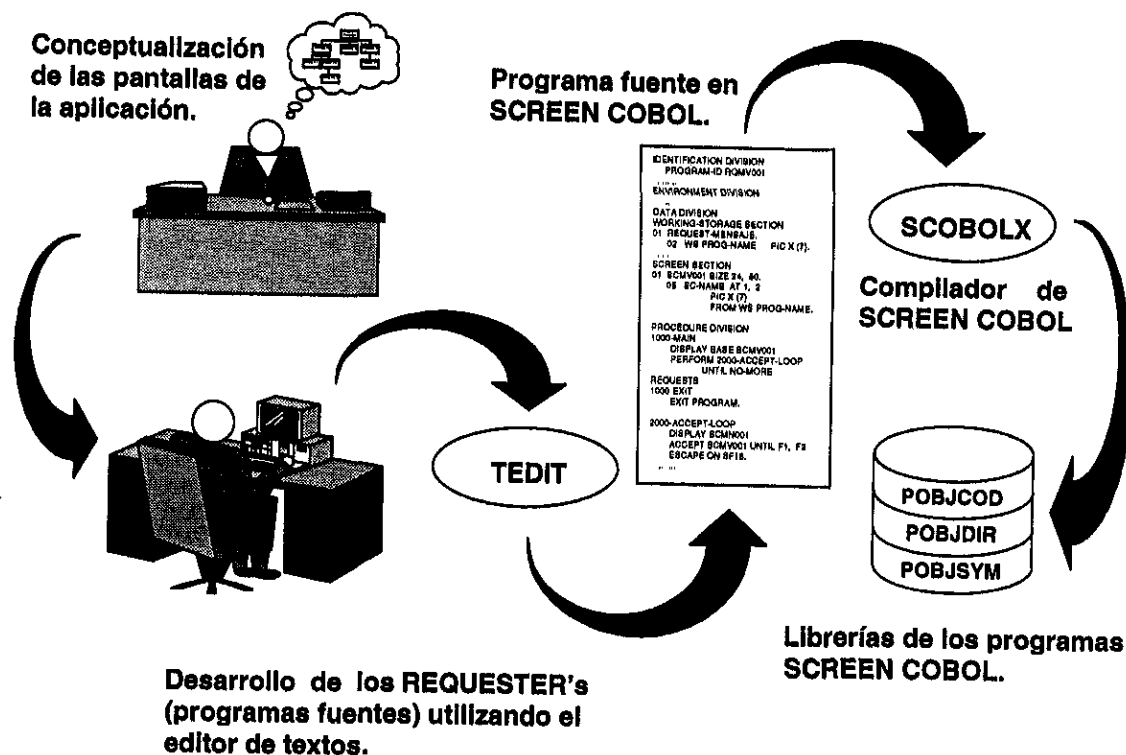 Conceptualización
de las pantallas de
la aplicación.
Programa fuente en
SCREEN COBOL.
IDENTIFICATION DIVISION
PROGRAM-ID RQMV001
....
ENVIRONMENT DIVISION
DATA DIVISION
WORKING-STORAGE SECTION
01 REQUEST-MENSAJE.
02 WS PROG-NAME PIC X (7).
....
SCREEN SECTION
01 SCMV001 SIZE 24, 80.
05 SC-NAME AT 1, 2
PIC X (7)
FROM WS PROG-NAME.
PROCEDURE DIVISION
1000-MAIN
DISPLAY BASE SCMV001
PERFORM 2000-ACCEPT-LOOP
UNTIL NO-MORE
REQUESTS
1000 EXIT
EXIT PROGRAM.
2000-ACCEPT-LOOP
DISPLAY SCMN001
ACCEPT SCMV001 UNTIL F1, F2
ESCAPE ON SF16.
....
SCOBOLX
Compilador de
SCREEN COBOL
TEDIT
POBJCOD
POBJDIR
POBJSYM
Librerías de los programas
SCREEN COBOL.
Desarrollo de los REQUESTER's
(programas fuentes) utilizando el
editor de textos.